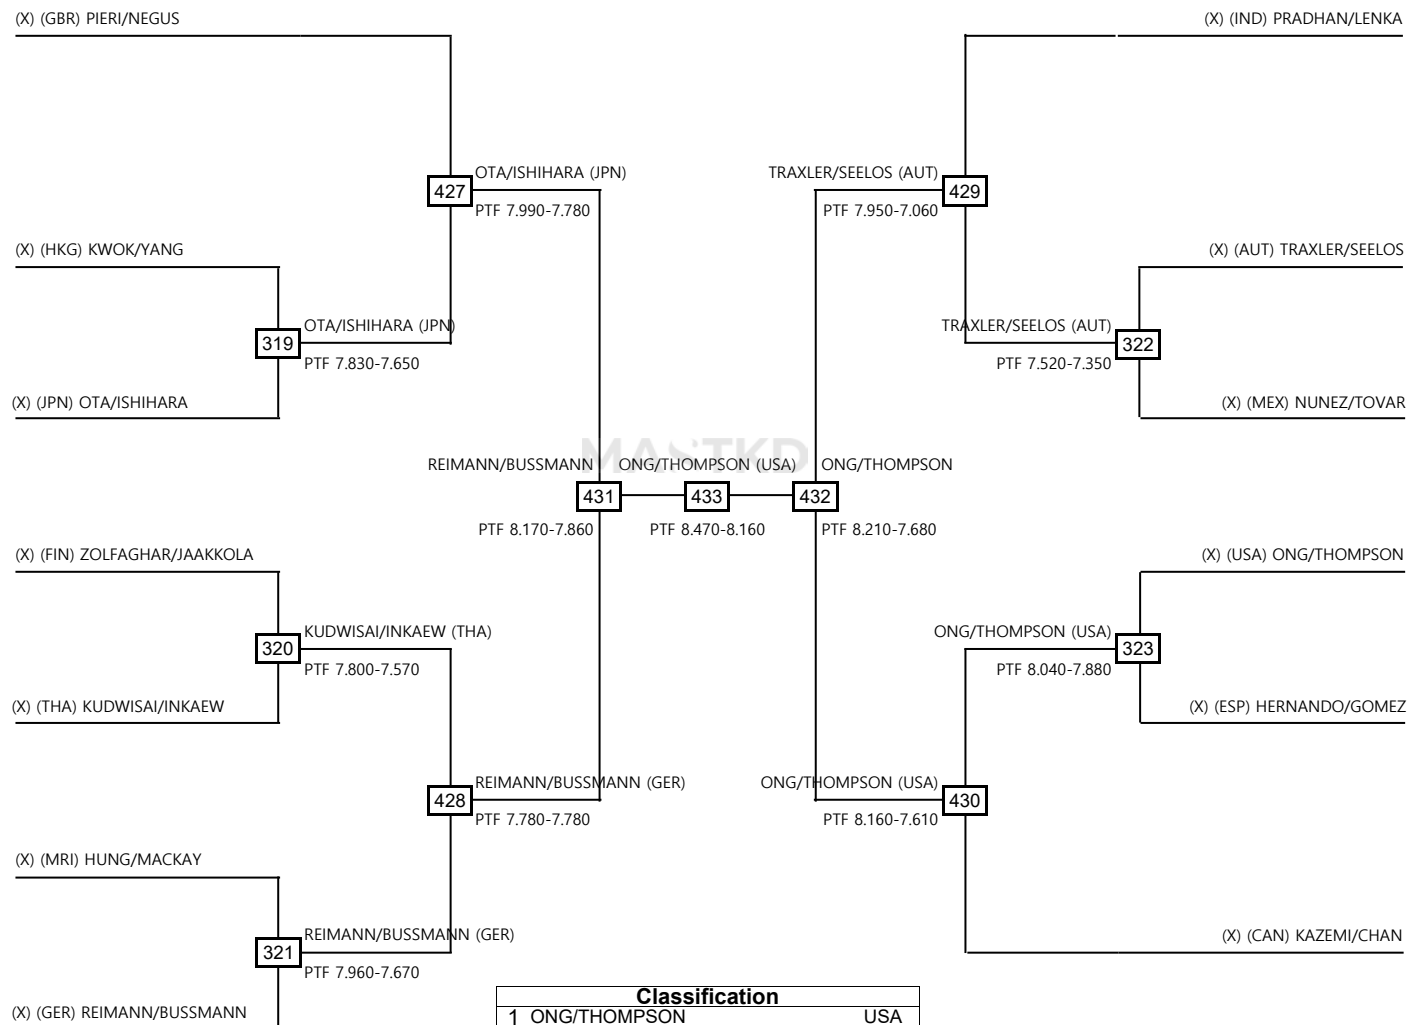 (X) (GBR) PIERI/NEGUS
(X) (IND) PRADHAN/LENKA
OTA/ISHIHARA (JPN)
427
PTF 7.990-7.780
TRAXLER/SEELOS (AUT)
429
PTF 7.950-7.060
(X) (HKG) KWOK/YANG
(X) (AUT) TRAXLER/SEELOS
OTA/ISHIHARA (JPN)
319
PTF 7.830-7.650
TRAXLER/SEELOS (AUT)
322
PTF 7.520-7.350
(X) (JPN) OTA/ISHIHARA
(X) (MEX) NUNEZ/TOVAR
MASTKD
REIMANN/BUSSMANN
ONG/THOMPSON (USA)
ONG/THOMPSON
431
433
432
PTF 8.170-7.860
PTF 8.470-8.160
PTF 8.210-7.680
(X) (FIN) ZOLFAGHAR/JAAKKOLA
(X) (USA) ONG/THOMPSON
KUDWISAI/INKAEW (THA)
320
PTF 7.800-7.570
ONG/THOMPSON (USA)
323
PTF 8.040-7.880
(X) (THA) KUDWISAI/INKAEW
(X) (ESP) HERNANDO/GOMEZ
REIMANN/BUSSMANN (GER)
428
PTF 7.780-7.780
ONG/THOMPSON (USA)
430
PTF 8.160-7.610
(X) (MRI) HUNG/MACKAY
REIMANN/BUSSMANN (GER)
321
PTF 7.960-7.670
(X) (CAN) KAZEMI/CHAN
(X) (GER) REIMANN/BUSSMANN
Classification
1 ONG/THOMPSON USA